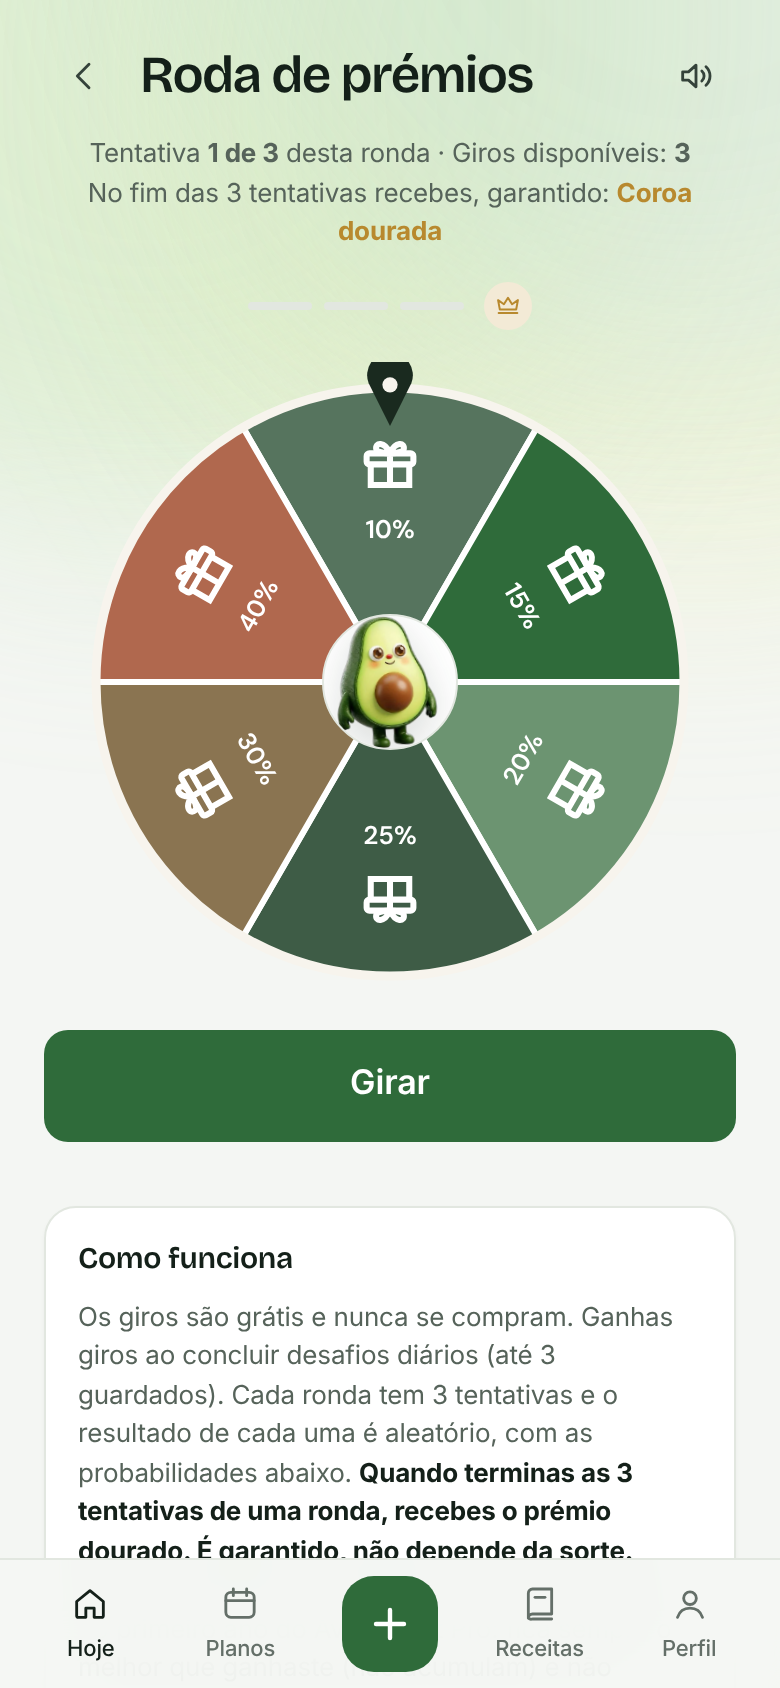 Roda de prémios
Tentativa 1 de 3 desta ronda · Giros disponíveis: 3
No fim das 3 tentativas recebes, garantido: Coroa
dourada
10%
40%
15%
30%
20%
25%
Girar
Como funciona
Os giros são grátis e nunca se compram. Ganhas
giros ao concluir desafios diários (até 3
guardados). Cada ronda tem 3 tentativas e o
resultado de cada uma é aleatório, com as
probabilidades abaixo. Quando terminas as 3
tentativas de uma ronda, recebes o prémio
dourado. É garantido, não depende da sorte.
Hoje
Planos
Receitas
Perfil